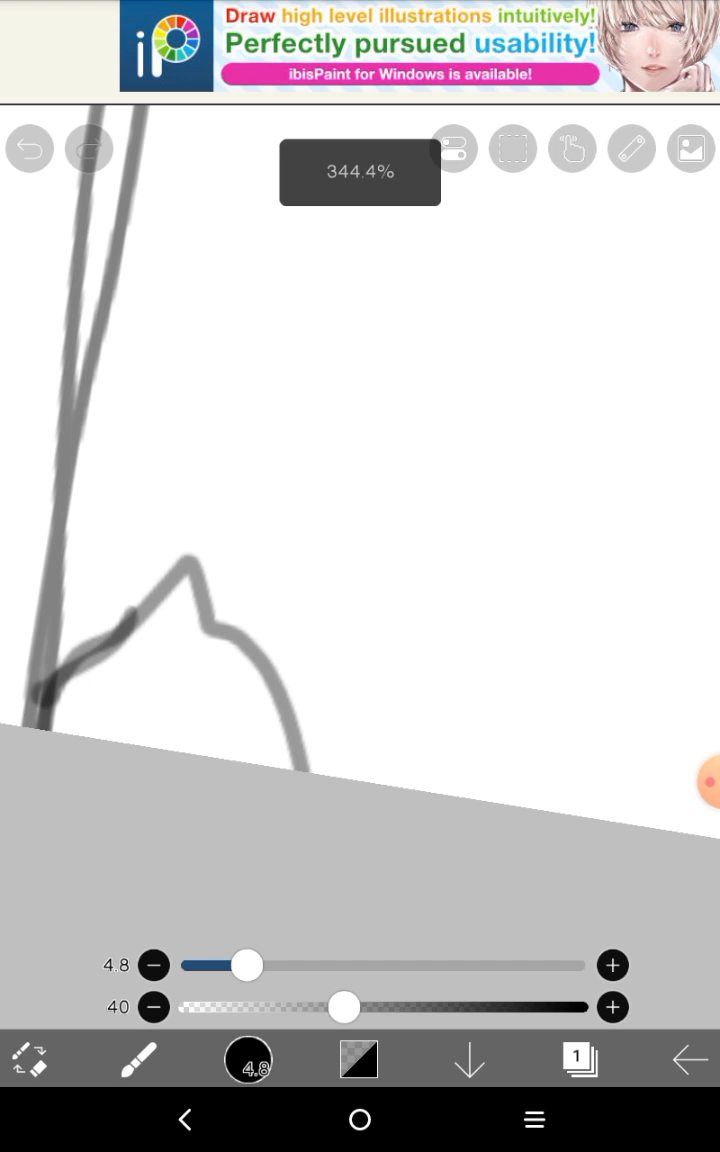 Draw high level illustrations intuitively!
iP
Perfectly pursued usability!
ibisPaint for Windows is available!
344.4%
4.8
40
4.8
1